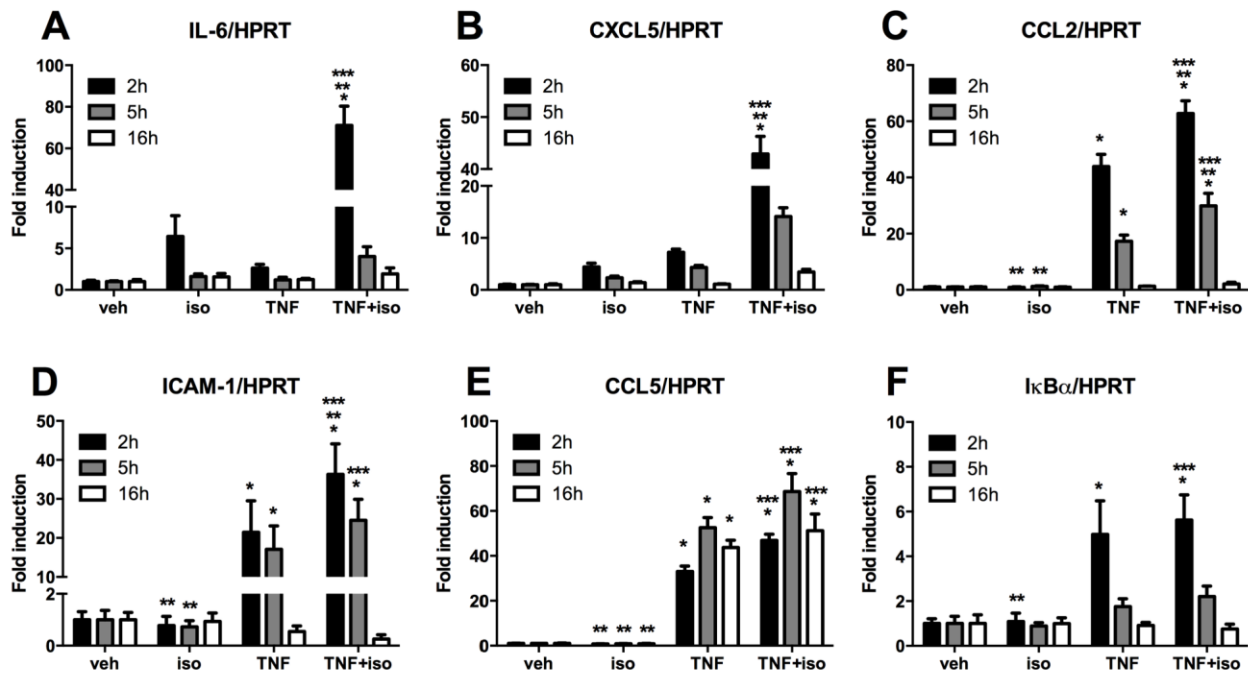 A
IL-6/HPRT
Fold induction
100
80
60
40
10
5
0
2h
5h
16h
***
**
*
veh
iso
TNF
TNF+iso
B
CXCL5/HPRT
Fold induction
60
50
40
20
10
0
2h
5h
16h
***
**
*
veh
iso
TNF
TNF+iso
C
CCL2/HPRT
Fold induction
80
60
40
20
0
2h
5h
16h
** **
*
*
***
**
*
***
**
*
veh
iso
TNF
TNF+iso
D
ICAM-1/HPRT
Fold induction
50
40
30
20
10
2
1
0
2h
5h
16h
** **
*
*
***
**
*
***
*
veh
iso
TNF
TNF+iso
E
CCL5/HPRT
Fold induction
100
80
60
40
20
0
2h
5h
16h
** ** **
*
*
*
***
*
***
*
***
*
veh
iso
TNF
TNF+iso
F
IκBα/HPRT
Fold induction
10
8
6
4
2
0
2h
5h
16h
**
*
***
*
veh
iso
TNF
TNF+iso